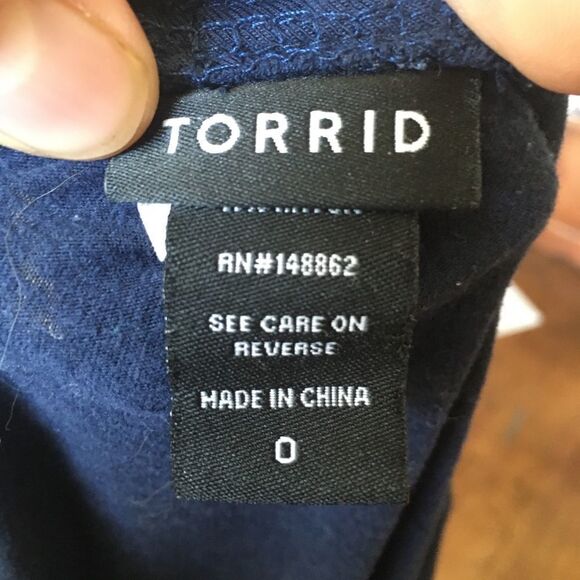 TORRID
RN#148862
SEE CARE ON
REVERSE
MADE IN CHINA
0